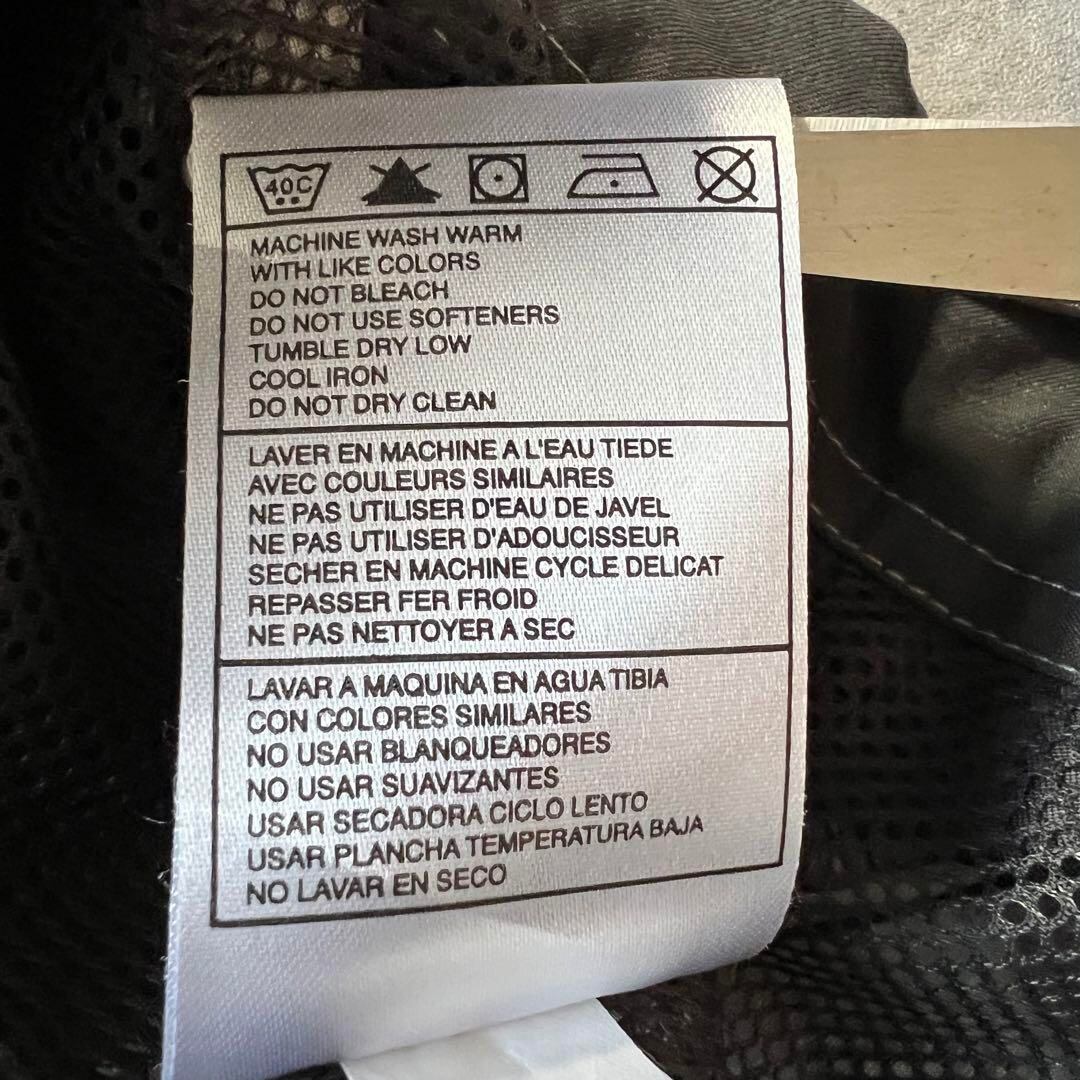 40C
MACHINE WASH WARM
WITH LIKE COLORS
DO NOT BLEACH
DO NOT USE SOFTENERS
TUMBLE DRY LOW
COOL IRON
DO NOT DRY CLEAN
LAVER EN MACHINE A L'EAU TIEDE
AVEC COULEURS SIMILAIRES
NE PAS UTILISER D'EAU DE JAVEL
NE PAS UTILISER D'ADOUCISSEUR
SECHER EN MACHINE CYCLE DELICAT
REPASSER FER FROID
NE PAS NETTOYER A SEC
LAVAR A MAQUINA EN AGUA TIBIA
CON COLORES SIMILARES
NO USAR BLANQUEADORES
NO USAR SUAVIZANTES
USAR SECADORA CICLO LENTO
USAR PLANCHA TEMPERATURA BAJA
NO LAVAR EN SECO